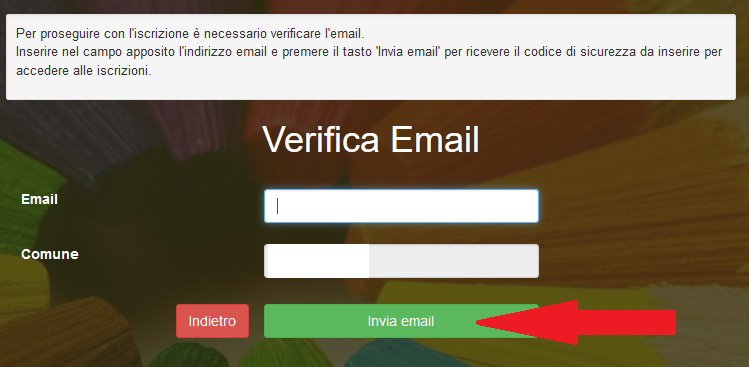 Per proseguire con l'iscrizione è necessario verificare l'email.
Inserire nel campo apposito l'indirizzo email e premere il tasto 'Invia email' per ricevere il codice di sicurezza da inserire per
accedere alle iscrizioni.
Verifica Email
Email
Comune
Indietro
Invia email